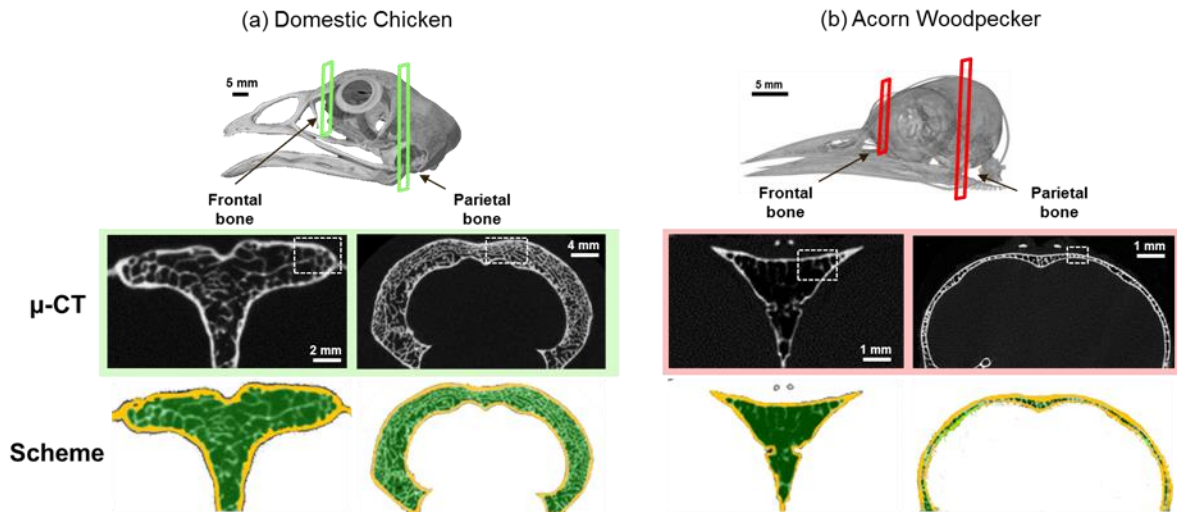 (a) Domestic Chicken
(b) Acorn Woodpecker
5 mm
5 mm
Frontal
bone
Parietal
bone
Frontal
bone
Parietal
bone
μ-CT
2 mm
4 mm
1 mm
1 mm
Scheme